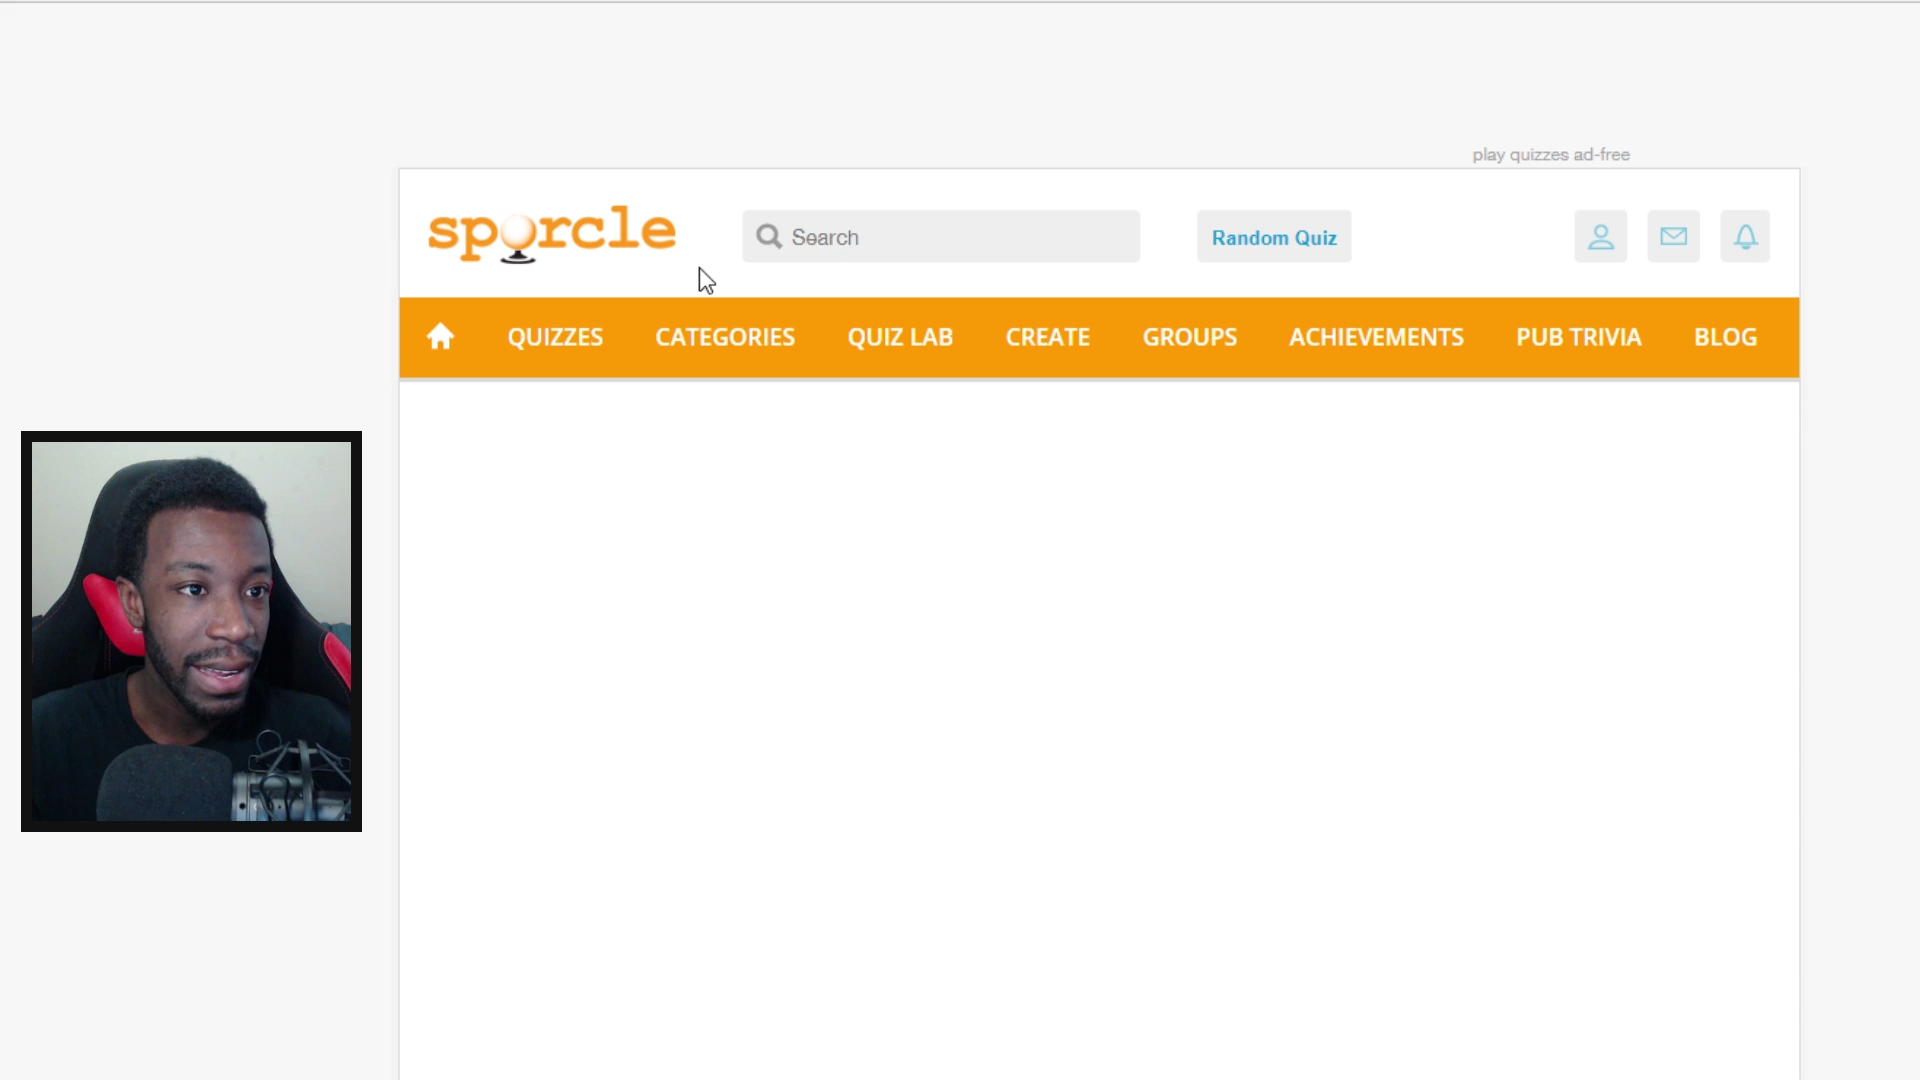 play quizzes ad-free
sporcle
Search
Random Quiz
QUIZZES CATEGORIES QUIZ LAB CREATE GROUPS ACHIEVEMENTS PUB TRIVIA BLOG